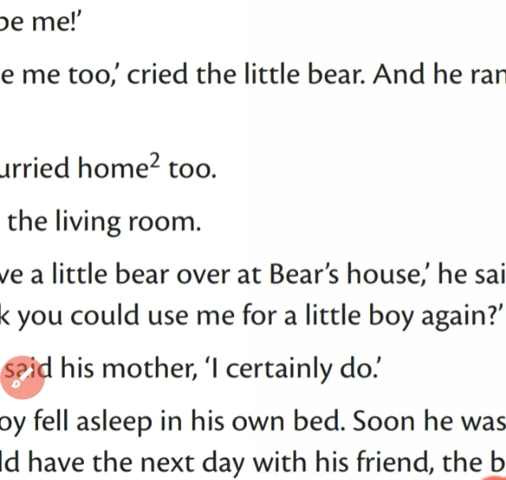 be me!’
e me too,’ cried the little bear. And he ran
urried home² too.
the living room.
ve a little bear over at Bear’s house,’ he sai
k you could use me for a little boy again?’
said his mother, ‘I certainly do.’
oy fell asleep in his own bed. Soon he was
ld have the next day with his friend, the b